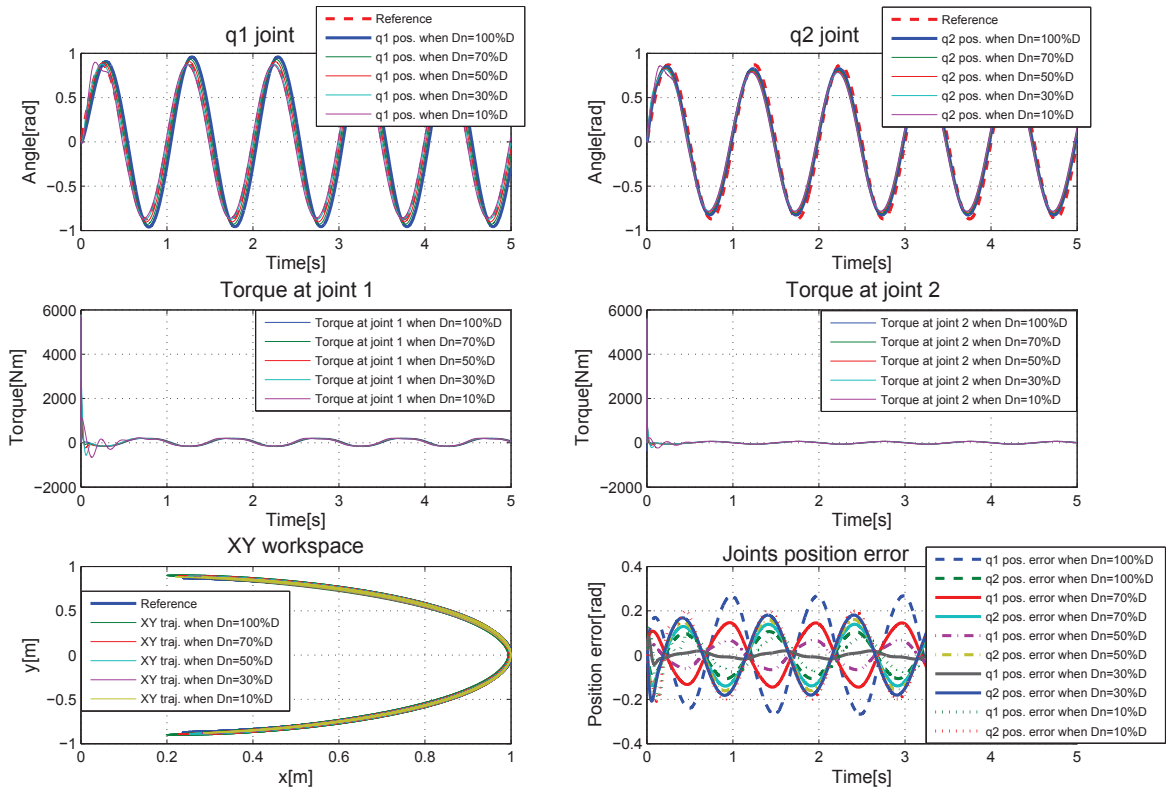 q1 joint
Reference
q1 pos. when Dn=100%D
q1 pos. when Dn=70%D
q1 pos. when Dn=50%D
q1 pos. when Dn=30%D
q1 pos. when Dn=10%D
Angle[rad]
1
0.5
0
−0.5
−1
0 1 2 3 4 5
Time[s]
q2 joint
Reference
q2 pos. when Dn=100%D
q2 pos. when Dn=70%D
q2 pos. when Dn=50%D
q2 pos. when Dn=30%D
q2 pos. when Dn=10%D
Angle[rad]
1
0.5
0
−0.5
−1
0 1 2 3 4 5
Time[s]
Torque at joint 1
Torque at joint 1 when Dn=100%D
Torque at joint 1 when Dn=70%D
Torque at joint 1 when Dn=50%D
Torque at joint 1 when Dn=30%D
Torque at joint 1 when Dn=10%D
Torque[Nm]
6000
4000
2000
0
−2000
0 1 2 3 4 5
Time[s]
Torque at joint 2
Torque at joint 2 when Dn=100%D
Torque at joint 2 when Dn=70%D
Torque at joint 2 when Dn=50%D
Torque at joint 2 when Dn=30%D
Torque at joint 2 when Dn=10%D
Torque[Nm]
6000
4000
2000
0
−2000
0 1 2 3 4 5
Time[s]
XY workspace
Reference
XY traj. when Dn=100%D
XY traj. when Dn=70%D
XY traj. when Dn=50%D
XY traj. when Dn=30%D
XY traj. when Dn=10%D
y[m]
1
0.5
0
−0.5
−1
0 0.2 0.4 0.6 0.8 1
x[m]
Joints position error
q1 pos. error when Dn=100%D
q2 pos. error when Dn=100%D
q1 pos. error when Dn=70%D
q2 pos. error when Dn=70%D
q1 pos. error when Dn=50%D
q2 pos. error when Dn=50%D
q1 pos. error when Dn=30%D
q2 pos. error when Dn=30%D
q1 pos. error when Dn=10%D
q2 pos. error when Dn=10%D
Position error[rad]
0.4
0.2
0
−0.2
−0.4
0 1 2 3 4 5
Time[s]